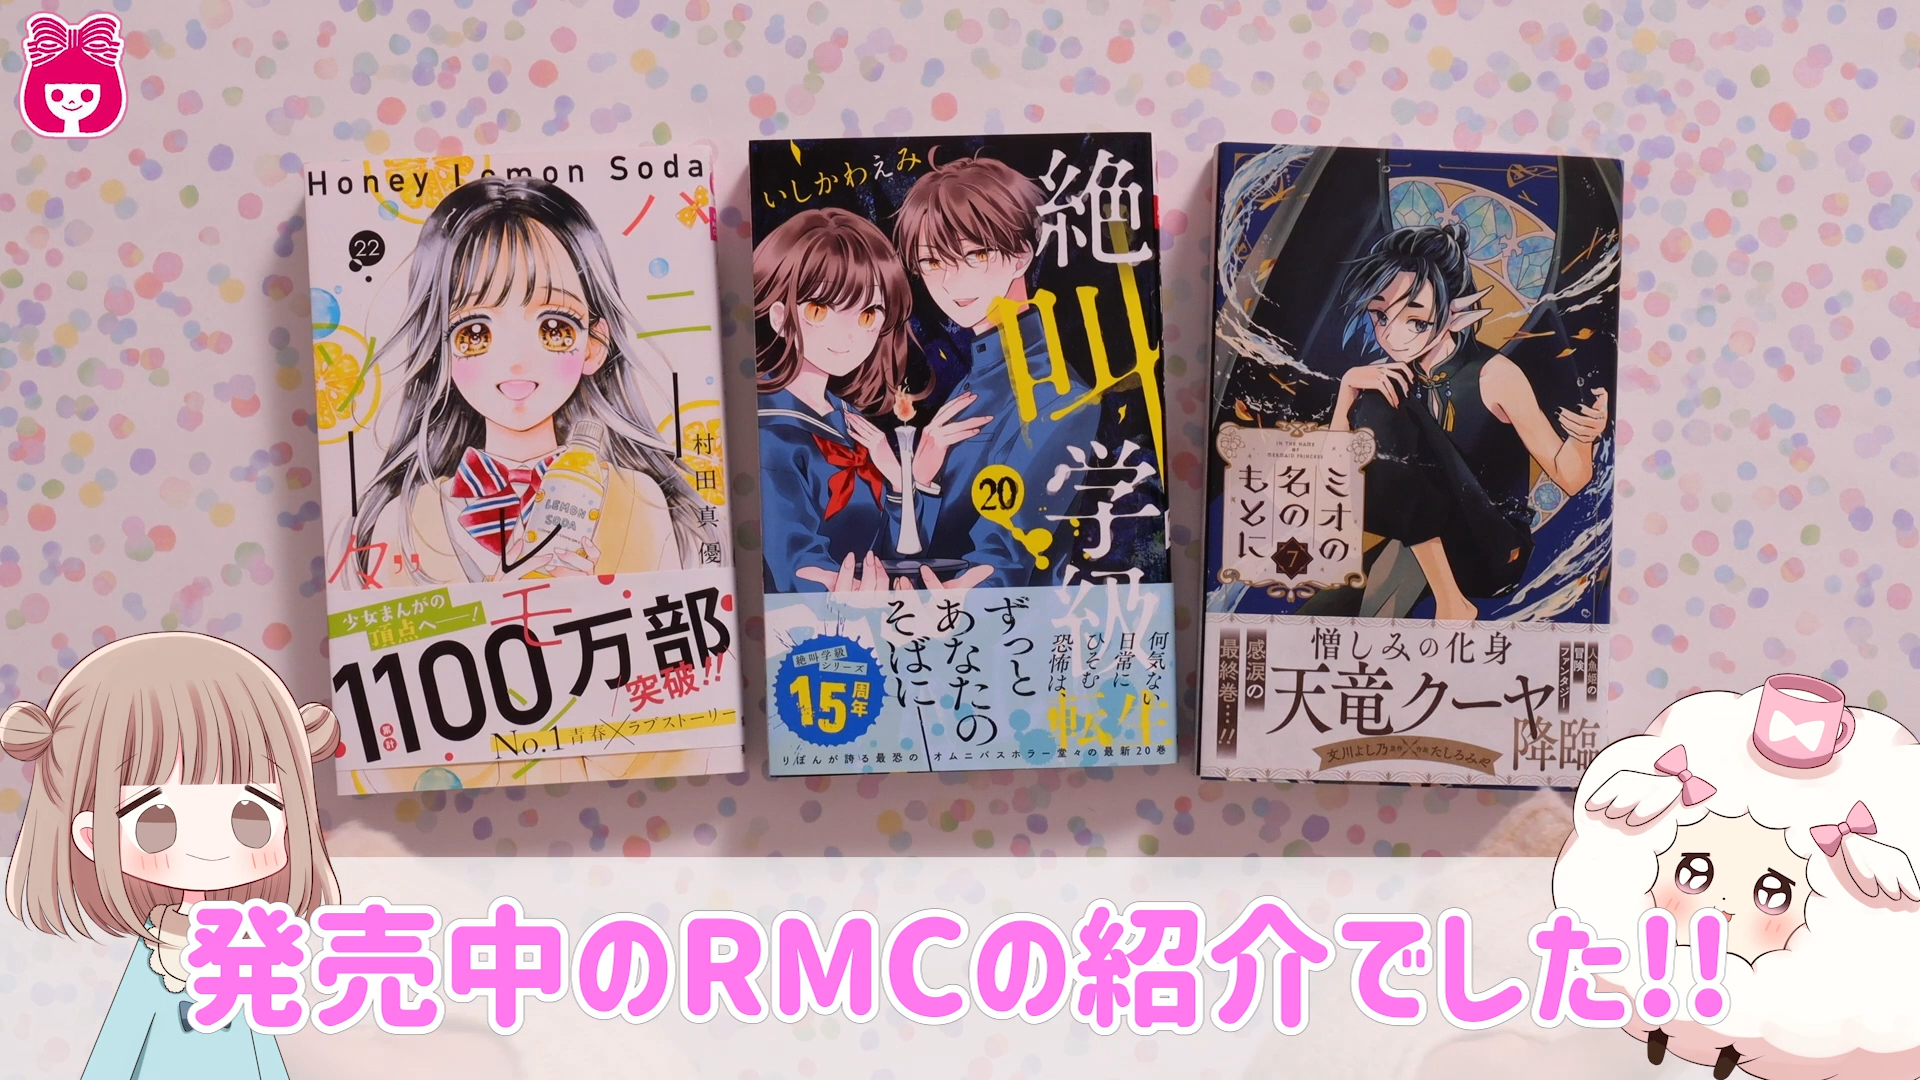 Honey Lemon Soda
ハニー
レモン
ソーダ
22
村田真優
LEMON
SODA
少女まんがの
頂点へ――!
累計
1100万部
突破!!
No.1青春×ラブストーリー
いしかわえみ
絶叫学級
転生
20
何気ない
日常に
ひそむ
恐怖は、
ずっと
あなたの
そばに――
絶叫学級
シリーズ
15周年
りぼんが誇る最恐のオムニバスホラー堂々の最新20巻
IN THE NAME
OF
MERMAID PRINCESS
ミオの
名の
もとに
7
人魚姫の
冒険
ファンタジー
憎しみの化身
天竜クーヤ
降臨
感涙の
最終巻…!!
文川よし乃 原作×作画 たしろみや
発売中のRMCの紹介でした!!